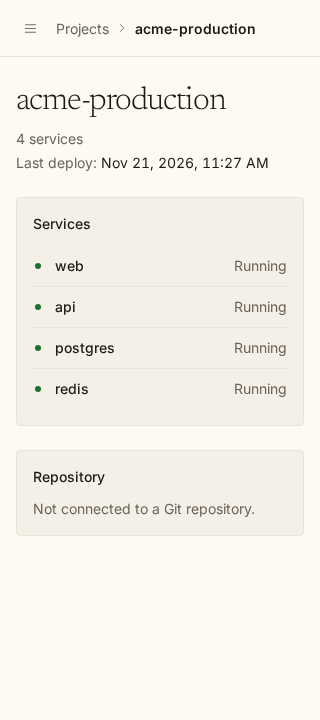 Projects acme-production
acme-production
4 services
Last deploy: Nov 21, 2026, 11:27 AM
Services
web Running
api Running
postgres Running
redis Running
Repository
Not connected to a Git repository.